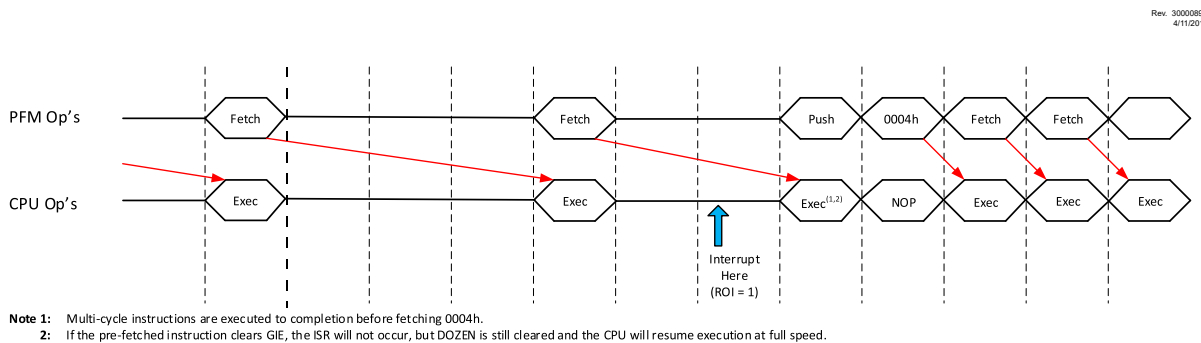 Rev. 3000089
4/11/201
PFM Op's
Fetch Fetch Push 0004h Fetch Fetch
CPU Op's
Exec Exec Exec(1,2) NOP Exec Exec Exec
Interrupt
Here
(ROI = 1)
Note 1: Multi-cycle instructions are executed to completion before fetching 0004h.
2: If the pre-fetched instruction clears GIE, the ISR will not occur, but DOZEN is still cleared and the CPU will resume execution at full speed.